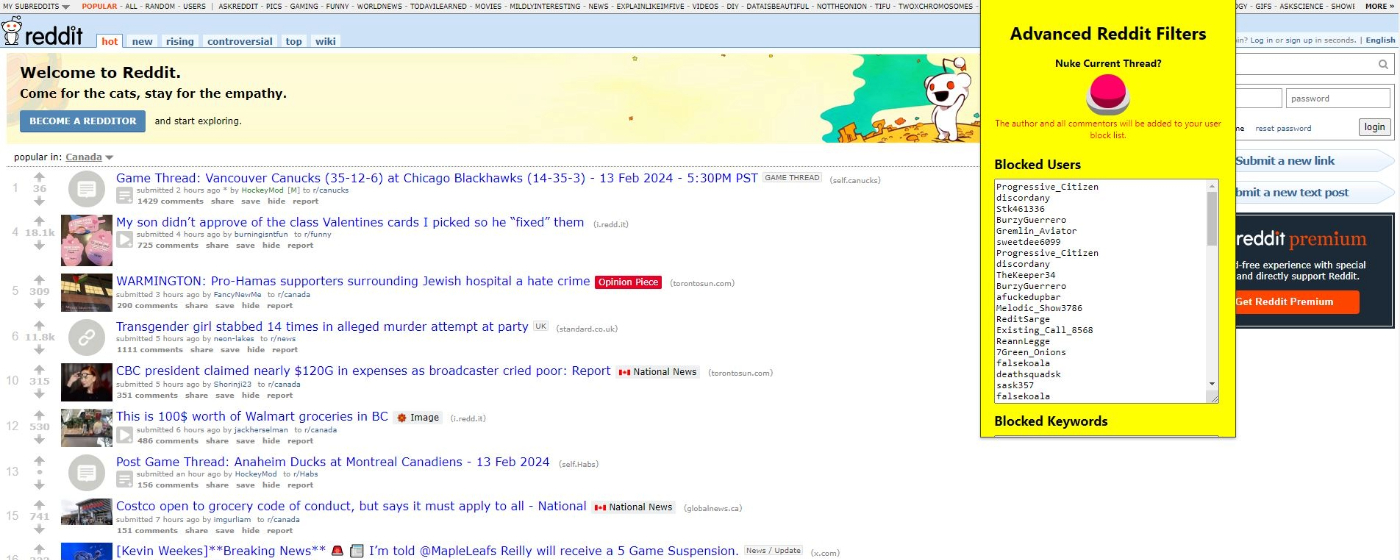 MY SUBREDDITS POPULAR - ALL - RANDOM - USERS | ASKREDDIT - PICS - GAMING - FUNNY - WORLDNEWS - TODAYILEARNED - MOVIES - MILDLYINTERESTING - NEWS - EXPLAINLIKEIMFIVE - VIDEOS - DIY - DATAISBEAUTIFUL - NOTTHEONION - TIFU - TWOXCHROMOSOMES - GIFS - ASKSCIENCE - MORE »
reddit hot new rising controversial top wiki
Log in or sign up in seconds. | English
Welcome to Reddit.
Come for the cats, stay for the empathy.
BECOME A REDDITOR and start exploring.
popular in: Canada
1 36 Game Thread: Vancouver Canucks (35-12-6) at Chicago Blackhawks (14-35-3) - 13 Feb 2024 - 5:30PM PST GAME THREAD (self.canucks)
submitted 2 hours ago * by HockeyMod [M] to r/canucks
1429 comments share save hide report
4 18.1k My son didn’t approve of the class Valentines cards I picked so he “fixed” them (i.redd.it)
submitted 4 hours ago by burningisntfun to r/funny
725 comments share save hide report
5 309 WARMINGTON: Pro-Hamas supporters surrounding Jewish hospital a hate crime Opinion Piece (torontosun.com)
submitted 3 hours ago by FancyNewMe to r/canada
290 comments share save hide report
6 11.8k Transgender girl stabbed 14 times in alleged murder attempt at party UK (standard.co.uk)
submitted 5 hours ago by neon-lakes to r/news
1111 comments share save hide report
10 315 CBC president claimed nearly $120G in expenses as broadcaster cried poor: Report National News (torontosun.com)
submitted 5 hours ago by Shorinji23 to r/canada
351 comments share save hide report
12 530 This is 100$ worth of Walmart groceries in BC Image (i.redd.it)
submitted 6 hours ago by jackherselman to r/canada
486 comments share save hide report
13 • Post Game Thread: Anaheim Ducks at Montreal Canadiens - 13 Feb 2024 (self.Habs)
submitted an hour ago by HockeyMod to r/Habs
156 comments share save hide report
15 741 Costco open to grocery code of conduct, but says it must apply to all - National National News (globalnews.ca)
submitted 7 hours ago by Imgurliam to r/canada
151 comments share save hide report
[Kevin Weekes]**Breaking News** 🚨 📰 I’m told @MapleLeafs Reilly will receive a 5 Game Suspension. News / Update (x.com)
Advanced Reddit Filters
Nuke Current Thread?
The author and all commentors will be added to your user
block list.
Blocked Users
Progressive_Citizen
discordany
Stk461336
BurzyGuerrero
Gremlin_Aviator
sweetdee6099
Progressive_Citizen
discordany
TheKeeper34
BurzyGuerrero
afuckedupbar
Melodic_Show3786
ReditSarge
Existing_Call_8568
ReannLegge
7Green_Onions
falsekoala
deathsquadsk
sask357
falsekoala
Blocked Keywords
password
reset password login
Submit a new link
bmit a new text post
reddit premium
d-free experience with special
and directly support Reddit.
Get Reddit Premium